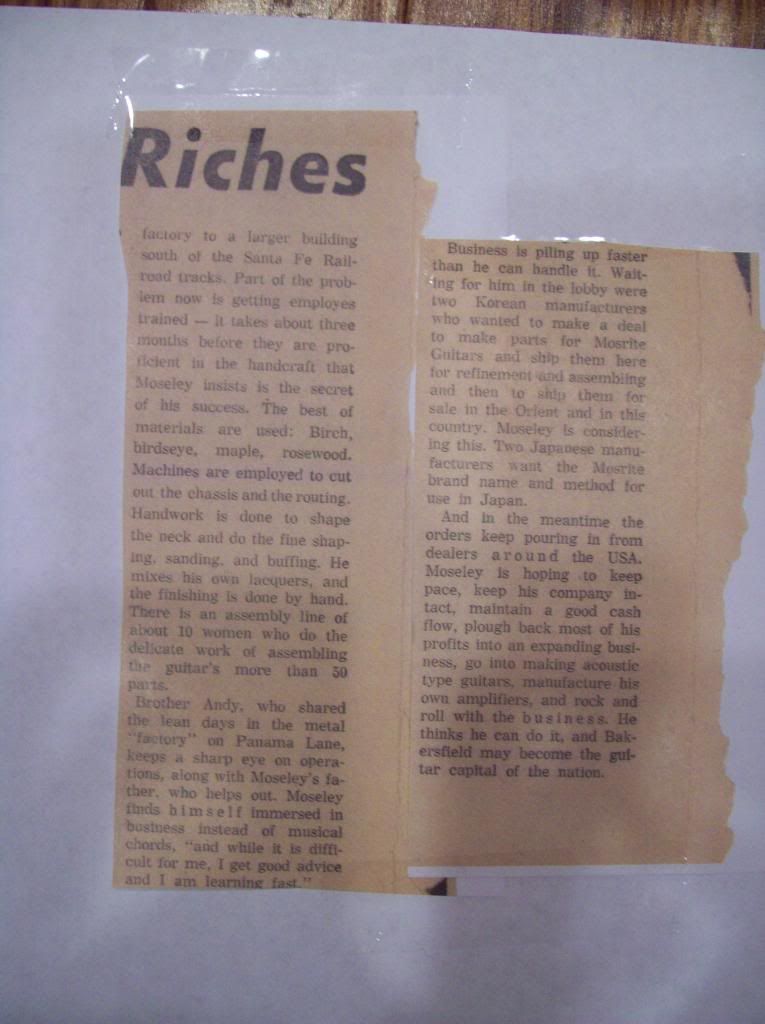 Riches
factory to a larger building
south of the Santa Fe Rail-
road tracks. Part of the prob-
lem now is getting employes
trained — it takes about three
months before they are pro-
ficient in the handcraft that
Moseley insists is the secret
of his success. The best of
materials are used: Birch,
birdseye, maple, rosewood.
Machines are employed to cut
out the chassis and the routing.
Handwork is done to shape
the neck and do the fine shap-
ing, sanding, and buffing. He
mixes his own lacquers, and
the finishing is done by hand.
There is an assembly line of
about 10 women who do the
delicate work of assembling
the guitar's more than 50
parts.
Brother Andy, who shared
the lean days in the metal
"factory" on Panama Lane,
keeps a sharp eye on opera-
tions, along with Moseley's fa-
ther, who helps out. Moseley
finds himself immersed in
business instead of musical
chords, "and while it is diffi-
cult for me, I get good advice
and I am learning fast."
Business is piling up faster
than he can handle it. Wait-
ing for him in the lobby were
two Korean manufacturers
who wanted to make a deal
to make parts for Mosrite
Guitars and ship them here
for refinement and assembling
and then to ship them for
sale in the Orient and in this
country. Moseley is consider-
ing this. Two Japanese manu-
facturers want the Mosrite
brand name and method for
use in Japan.
And in the meantime the
orders keep pouring in from
dealers around the USA.
Moseley is hoping to keep
pace, keep his company in-
tact, maintain a good cash
flow, plough back most of his
profits into an expanding busi-
ness, go into making acoustic
type guitars, manufacture his
own amplifiers, and rock and
roll with the business. He
thinks he can do it, and Bak-
ersfield may become the gui-
tar capital of the nation.